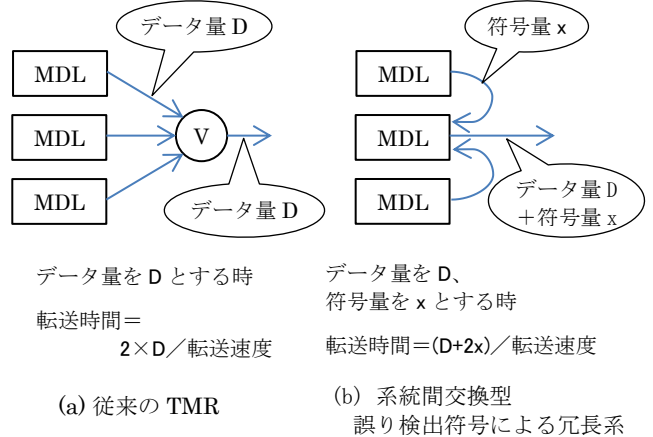 データ量 D
MDL
MDL
MDL
V
データ量 D
データ量を D とする時
転送時間＝
2×D／転送速度
(a) 従来の TMR
符号量 x
MDL
MDL
MDL
データ量 D
＋符号量 x
データ量を D、
符号量を x とする時
転送時間＝(D+2x)／転送速度
(b) 系統間交換型
誤り検出符号による冗長系